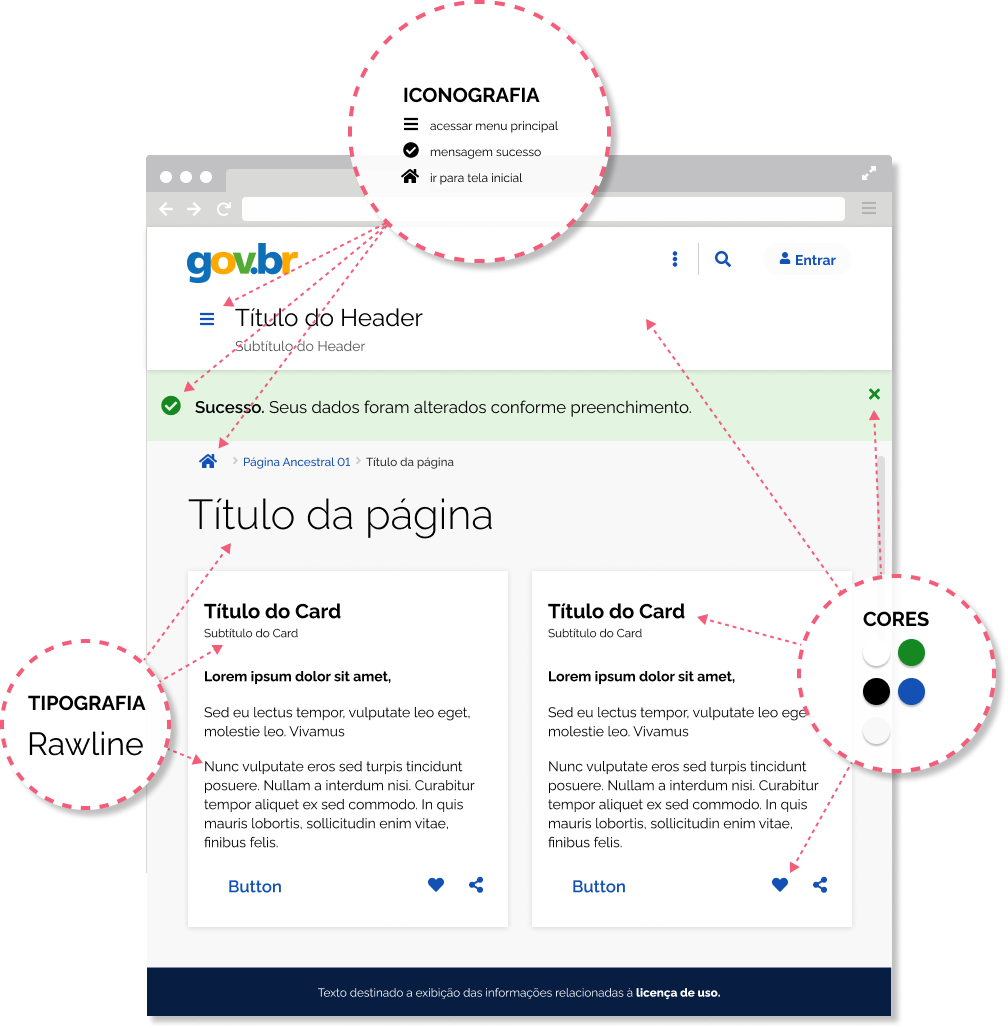 ICONOGRAFIA
acessar menu principal
mensagem sucesso
ir para tela inicial
gov.br
Entrar
Título do Header
Subtítulo do Header
Sucesso. Seus dados foram alterados conforme preenchimento.
Página Ancestral 01 Título da página
Título da página
Título do Card
Subtítulo do Card
Lorem ipsum dolor sit amet,
Sed eu lectus tempor, vulputate leo eget,
molestie leo. Vivamus
Nunc vulputate eros sed turpis tincidunt
posuere. Nullam a interdum nisi. Curabitur
tempor aliquet ex sed commodo. In quis
mauris lobortis, sollicitudin enim vitae,
finibus felis.
Button
Título do Card
Subtítulo do Card
Lorem ipsum dolor sit amet,
Sed eu lectus tempor, vulputate leo ege
molestie leo. Vivamus
Nunc vulputate eros sed turpis tincidunt
posuere. Nullam a interdum nisi. Curabitur
tempor aliquet ex sed commodo. In quis
mauris lobortis, sollicitudin enim vitae,
finibus felis.
Button
CORES
TIPOGRAFIA
Rawline
Texto destinado a exibição das informações relacionadas à licença de uso.